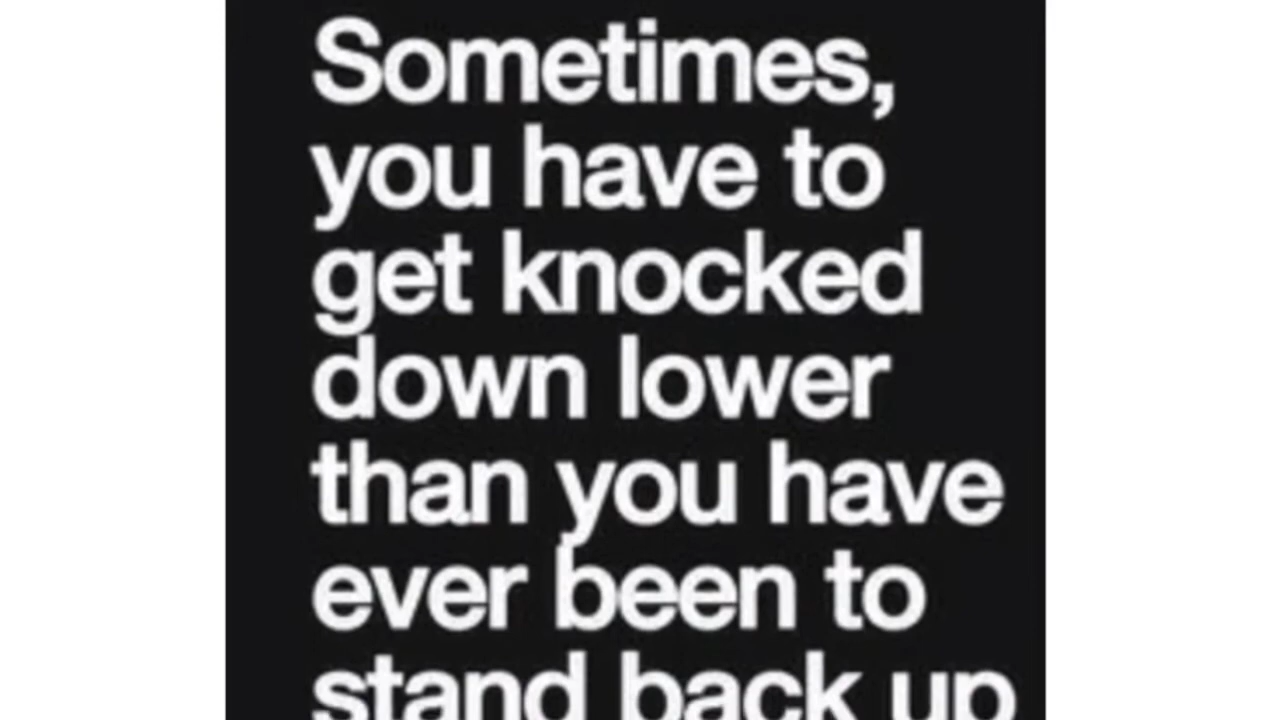 Sometimes,
you have to
get knocked
down lower
than you have
ever been to
stand back up